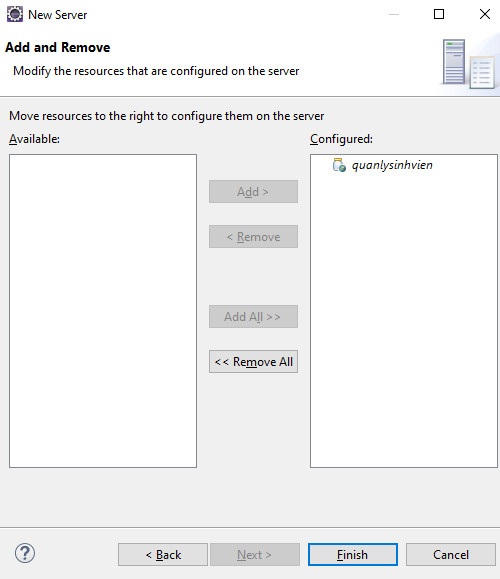 New Server
Add and Remove
Modify the resources that are configured on the server
Move resources to the right to configure them on the server
Available:
Configured:
quanlysinhvien
Add >
< Remove
Add All >>
<< Remove All
?
< Back
Next >
Finish
Cancel